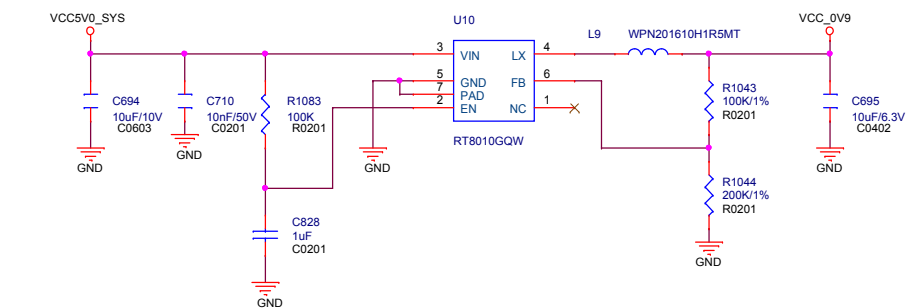 VCC5V0_SYS
U10
VCC_0V9
L9 WPN201610H1R5MT
3 VIN LX 4
5 GND FB 6
7 PAD
2 EN NC 1
RT8010GQW
C694
10uF/10V
C0603
C710
10nF/50V
C0201
R1083
100K
R0201
R1043
100K/1%
R0201
C695
10uF/6.3V
C0402
GND
GND
GND
GND
R1044
200K/1%
R0201
C828
1uF
C0201
GND
GND